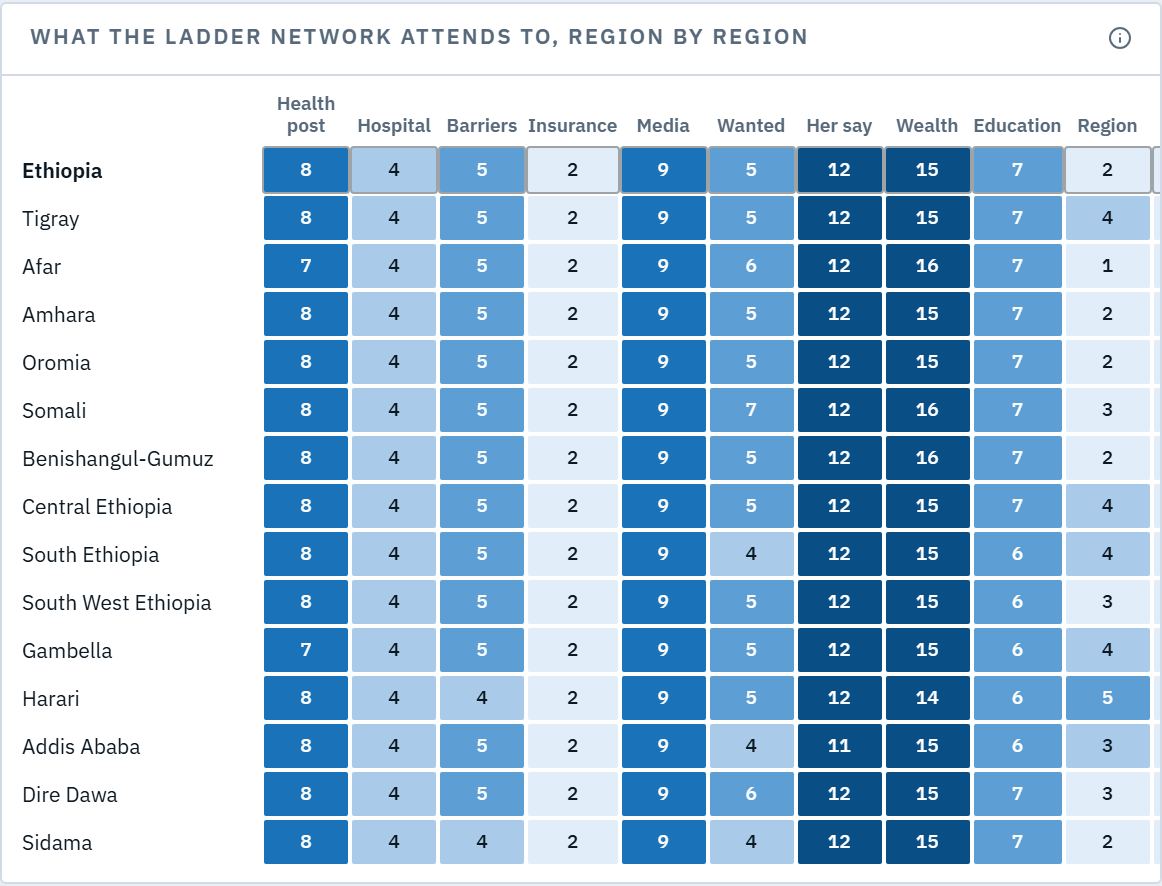 WHAT THE LADDER NETWORK ATTENDS TO, REGION BY REGION
Health post Hospital Barriers Insurance Media Wanted Her say Wealth Education Region
Ethiopia 8 4 5 2 9 5 12 15 7 2
Tigray 8 4 5 2 9 5 12 15 7 4
Afar 7 4 5 2 9 6 12 16 7 1
Amhara 8 4 5 2 9 5 12 15 7 2
Oromia 8 4 5 2 9 5 12 15 7 2
Somali 8 4 5 2 9 7 12 16 7 3
Benishangul-Gumuz 8 4 5 2 9 5 12 16 7 2
Central Ethiopia 8 4 5 2 9 5 12 15 7 4
South Ethiopia 8 4 5 2 9 4 12 15 6 4
South West Ethiopia 8 4 5 2 9 5 12 15 6 3
Gambella 7 4 5 2 9 5 12 15 6 4
Harari 8 4 4 2 9 5 12 14 6 5
Addis Ababa 8 4 5 2 9 4 11 15 6 3
Dire Dawa 8 4 5 2 9 6 12 15 7 3
Sidama 8 4 4 2 9 4 12 15 7 2